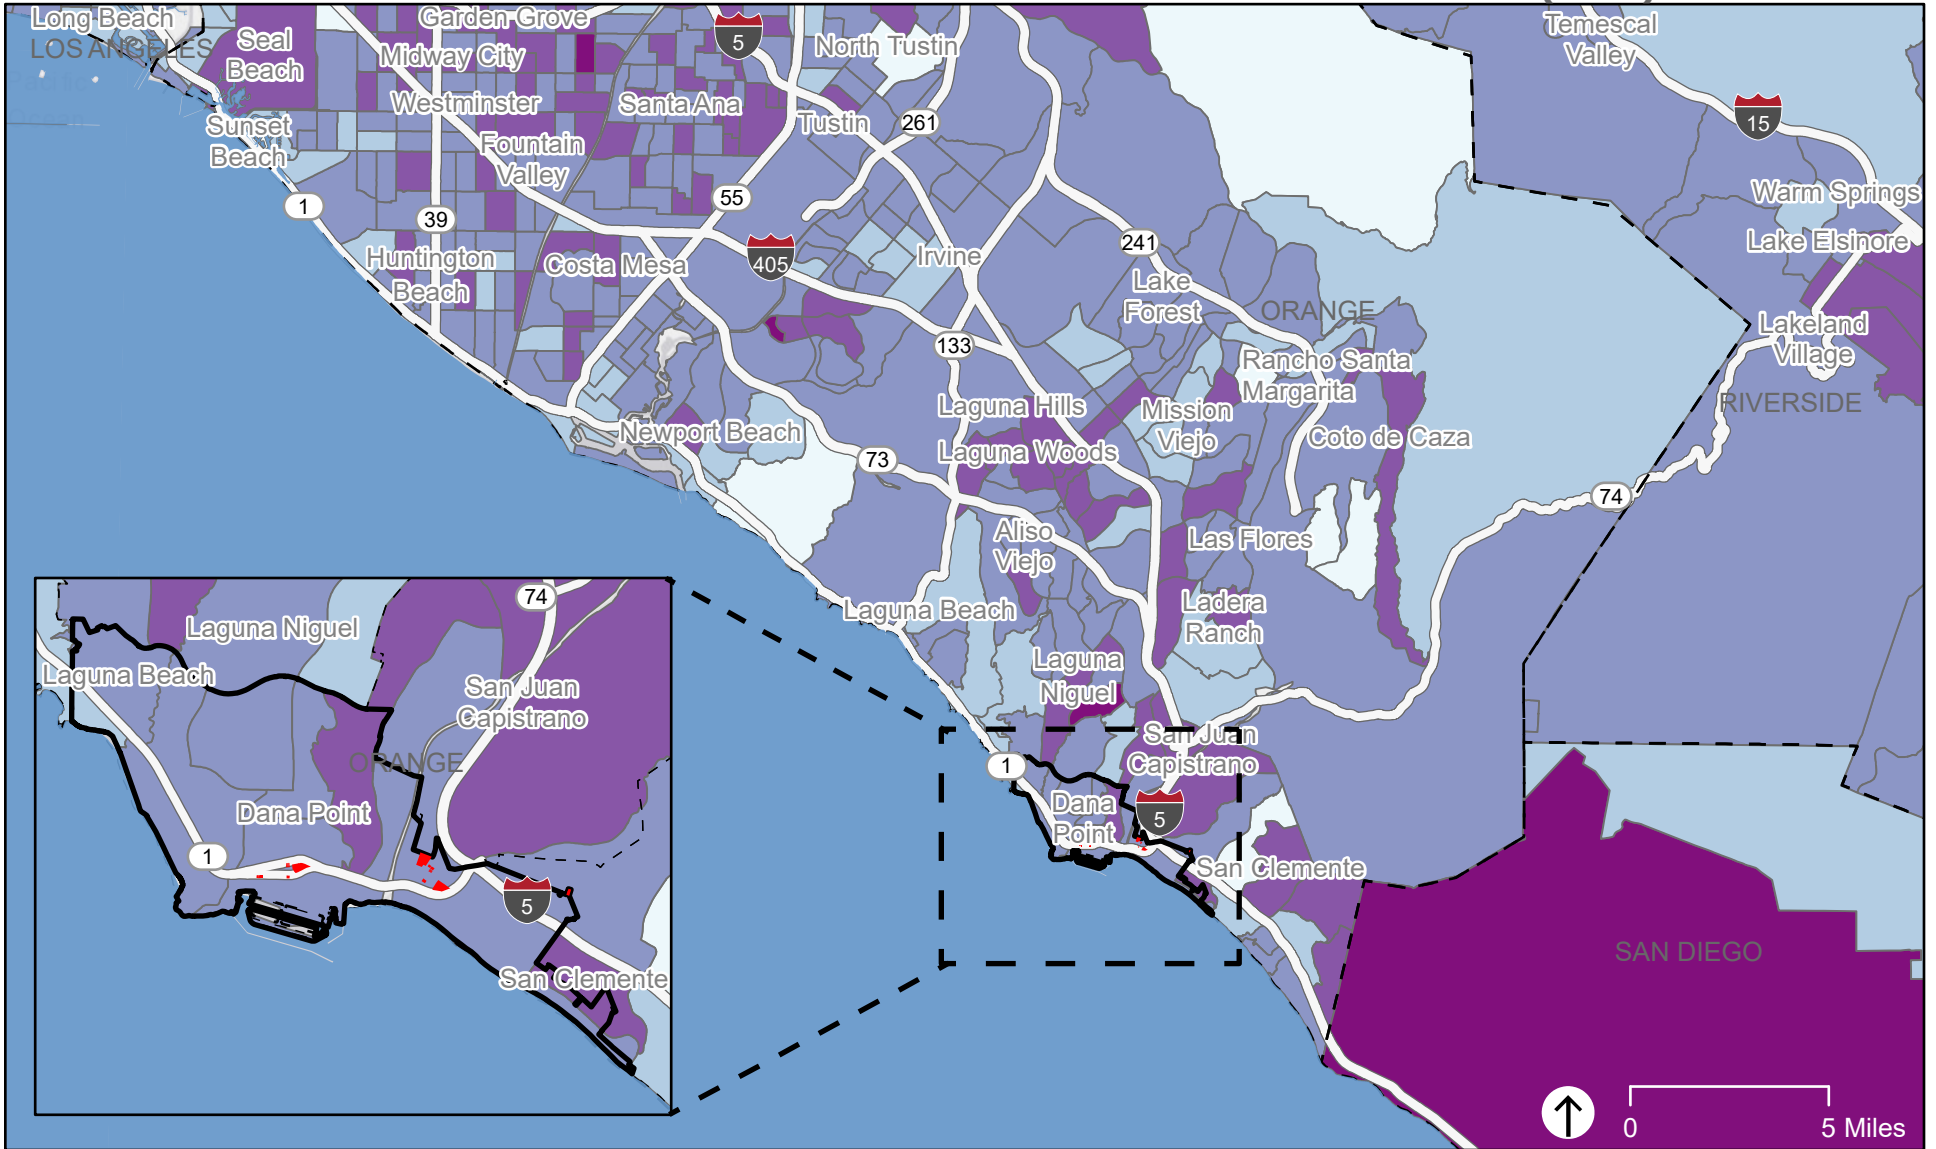 Long Beach
LOS ANGELES
Pacific
Ocean
Seal
Beach
Garden Grove
Midway City
Westminster
Santa Ana
5
North Tustin
Tustin
261
Temescal
Valley
15
Sunset
Beach
Fountain
Valley
1
39
55
Warm Springs
Lake Elsinore
Huntington
Beach
Costa Mesa
405
Irvine
241
Lake
Forest
ORANGE
133
Lakeland
Village
RIVERSIDE
Rancho Santa
Margarita
Laguna Hills
Mission
Viejo
Newport Beach
Laguna Woods
Coto de Caza
73
74
Aliso
Viejo
Las Flores
Laguna Beach
Ladera
Ranch
Laguna
Niguel
San Juan
Capistrano
1
Dana
Point
5
San Clemente
SAN DIEGO
74
Laguna Niguel
Laguna Beach
San Juan
Capistrano
ORANGE
Dana Point
1
5
San Clemente
0
5 Miles